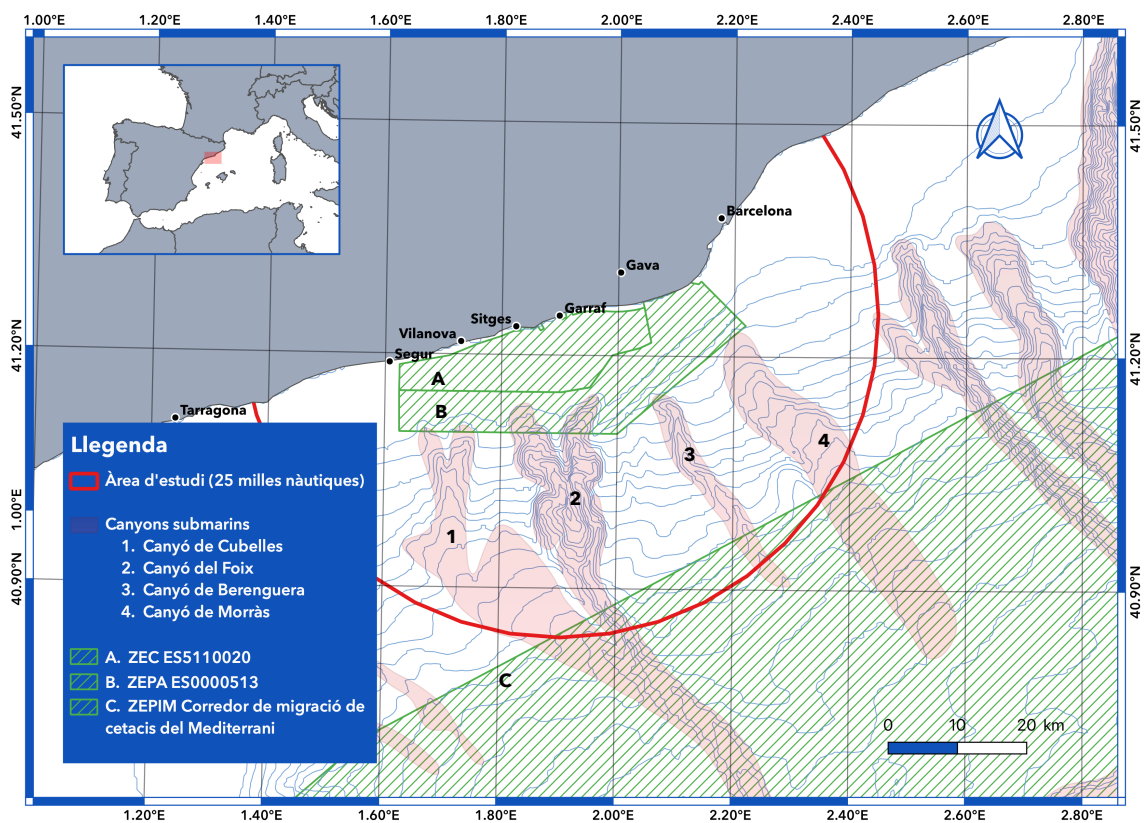 1.00°E 1.20°E 1.40°E 1.60°E 1.80°E 2.00°E 2.20°E 2.40°E 2.60°E 2.80°E
41.50°N
41.50°N
Barcelona
Gava
Garraf
Sitges
Vilanova
Segur
41.20°N
41.20°N
A
B
Tarragona
Llegenda
Àrea d'estudi (25 milles nàutiques)
Canyons submarins
1. Canyó de Cubelles
2. Canyó del Foix
3. Canyó de Berenguera
4. Canyó de Morràs
A. ZEC ES5110020
B. ZEPA ES0000513
C. ZEPIM Corredor de migració de
cetacis del Mediterrani
4
3
2
1
1.00°E
40.90°N
40.90°N
C
0 10 20 km
1.00°E
1.20°E 1.40°E 1.60°E 1.80°E 2.00°E 2.20°E 2.40°E 2.60°E 2.80°E